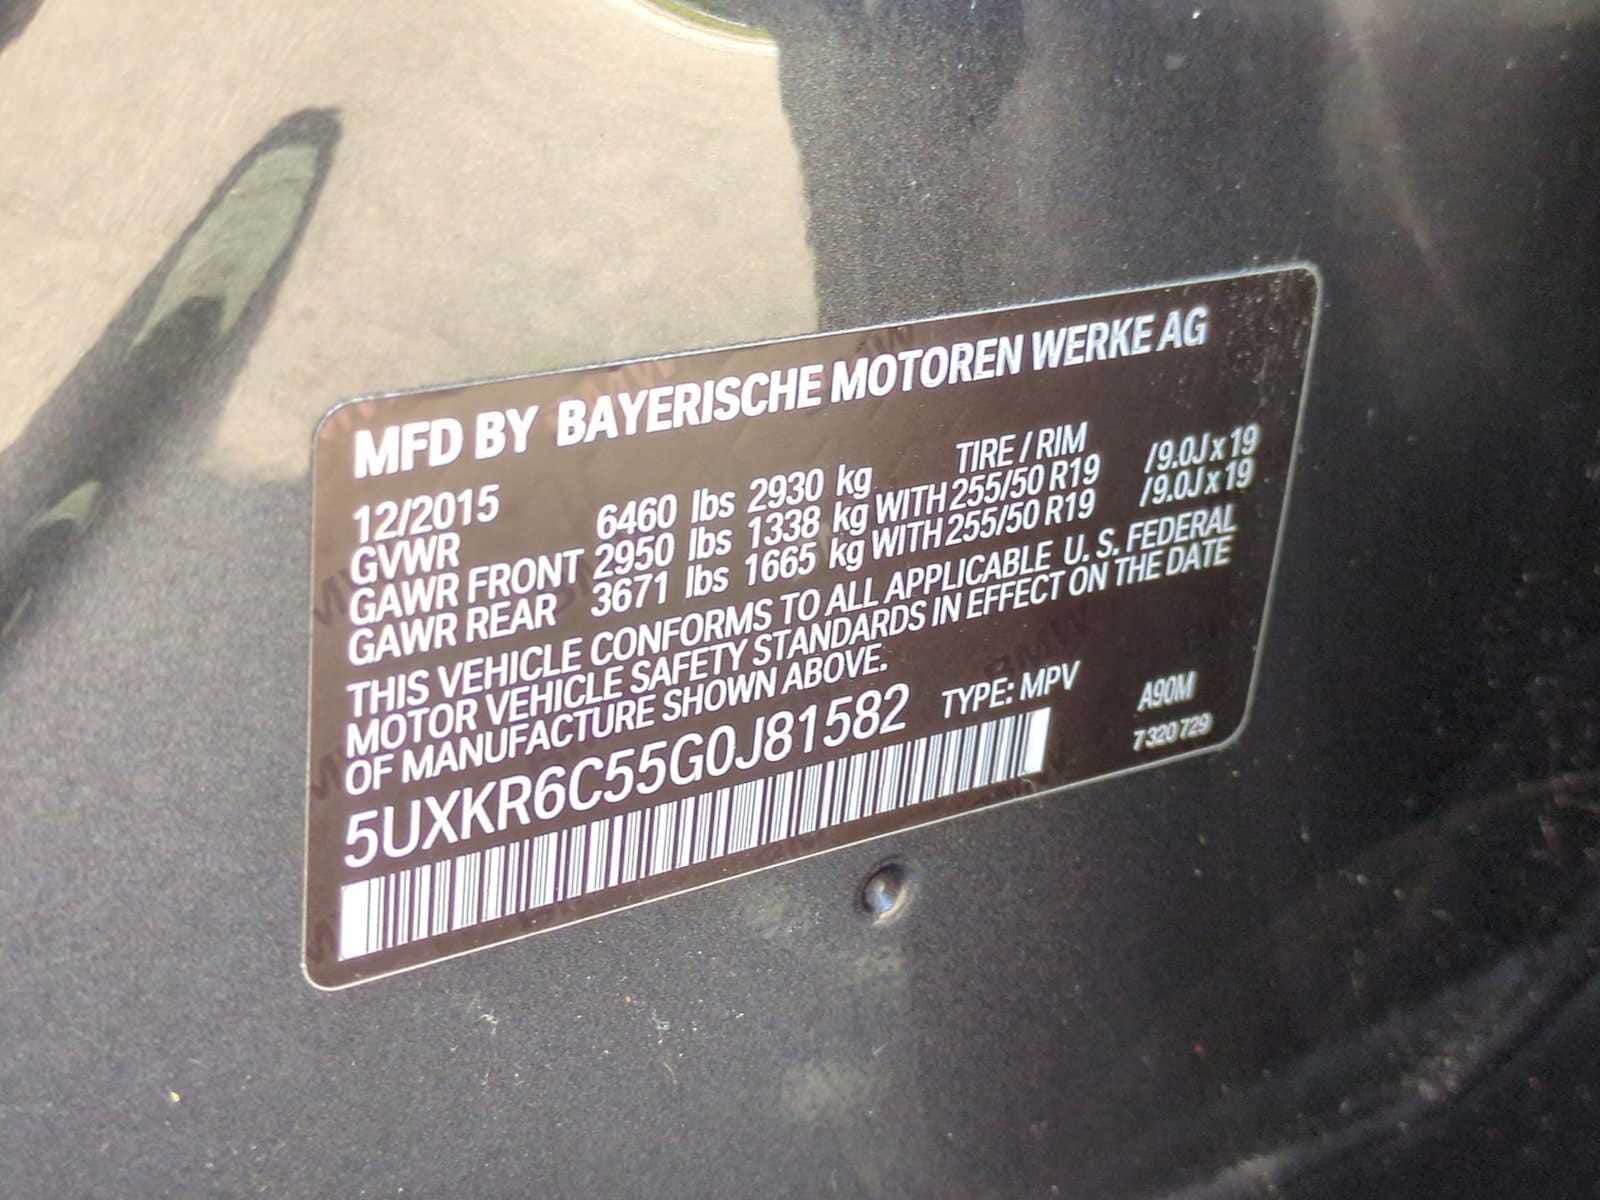 MFD BY BAYERISCHE MOTOREN WERKE AG
12/2015 TIRE / RIM
GVWR 6460 lbs 2930 kg
GAWR FRONT 2950 lbs 1338 kg WITH 255/50 R19 /9.0J x 19
GAWR REAR 3671 lbs 1665 kg WITH 255/50 R19 /9.0J x 19
THIS VEHICLE CONFORMS TO ALL APPLICABLE U. S. FEDERAL
MOTOR VEHICLE SAFETY STANDARDS IN EFFECT ON THE DATE
OF MANUFACTURE SHOWN ABOVE.
5UXKR6C55G0J81582 TYPE: MPV A90M
7 320 729